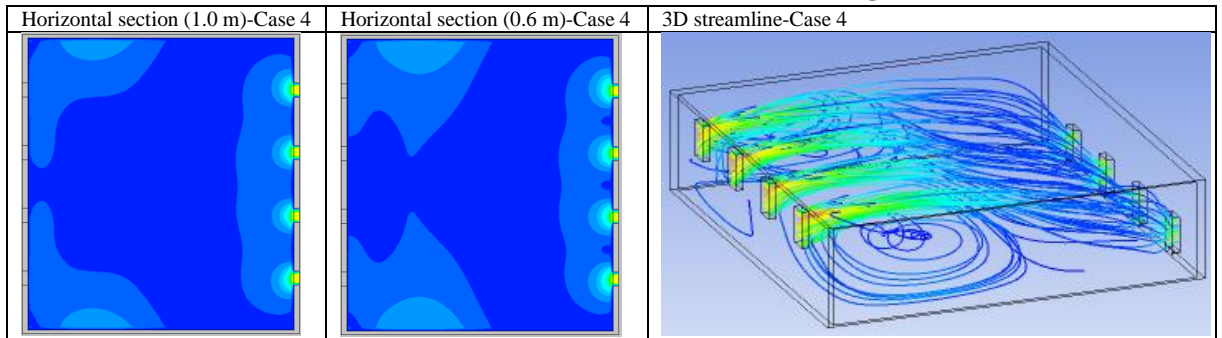 Horizontal section (1.0 m)-Case 4
Horizontal section (0.6 m)-Case 4
3D streamline-Case 4